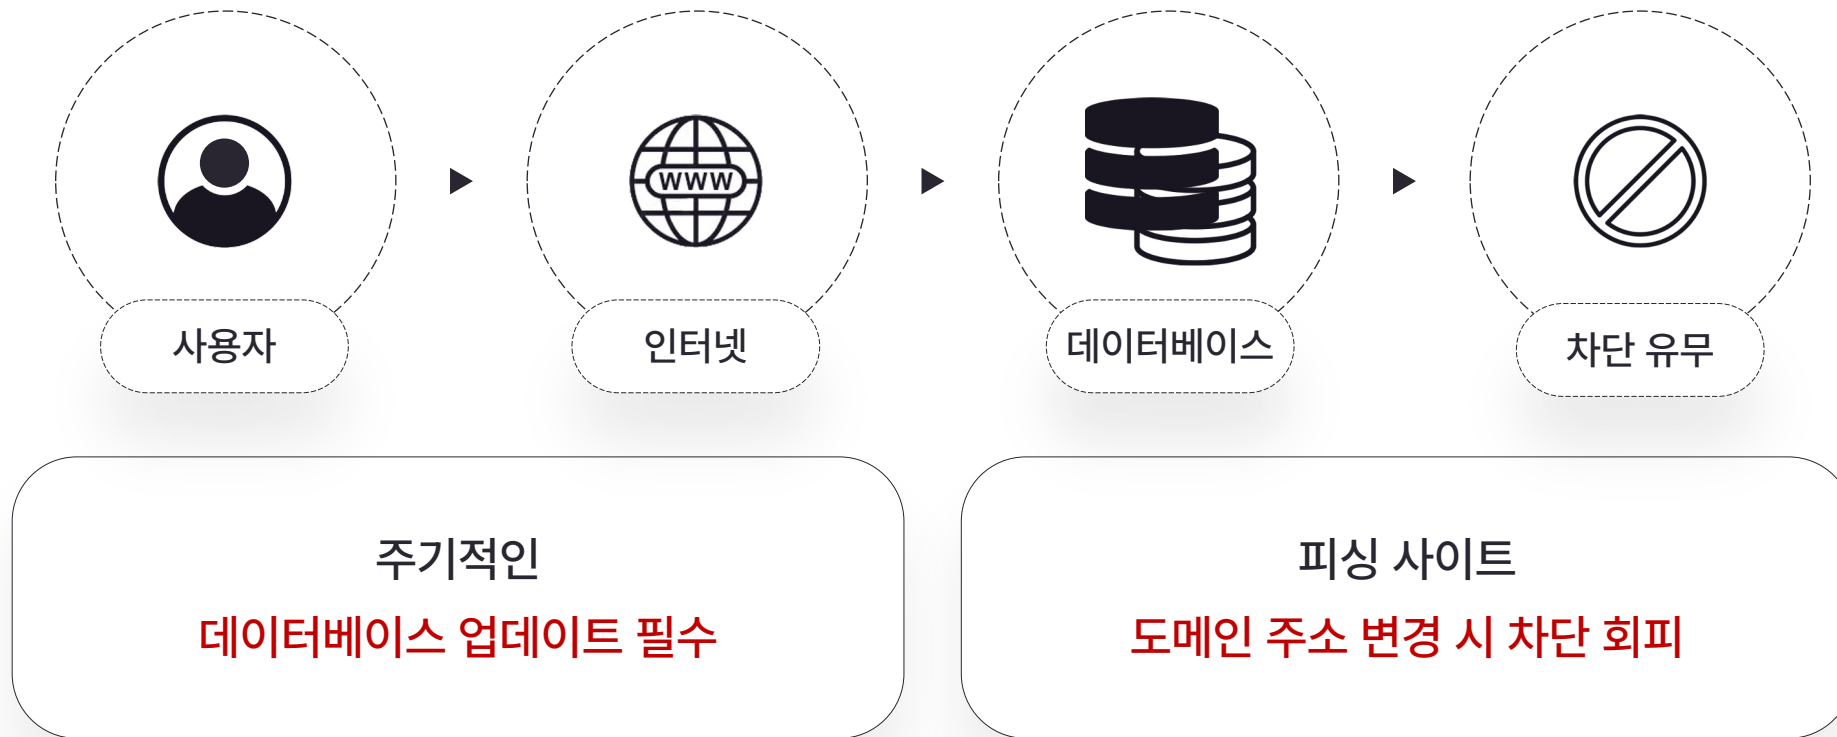 WWW
사용자
인터넷
데이터베이스
차단 유무
주기적인
데이터베이스 업데이트 필수
피싱 사이트
도메인 주소 변경 시 차단 회피